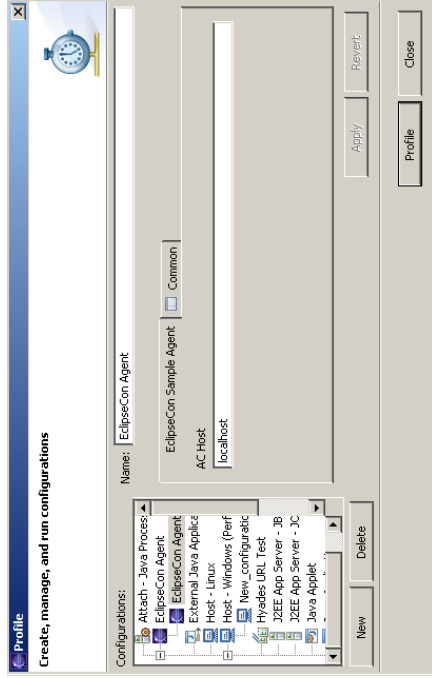 Profile
Create, manage, and run configurations
Configurations:
Attach - Java Process
EclipseCon Agent
EclipseCon Agent
External Java Applica
Host - Linux
Host - Windows (Perf
New_configuratic
Hyades URL Test
J2EE App Server - JB
J2EE App Server - JC
Java Applet
New
Delete
Name:
EclipseCon Agent
EclipseCon Sample Agent
Common
AC Host
localhost
Apply
Revert
Profile
Close